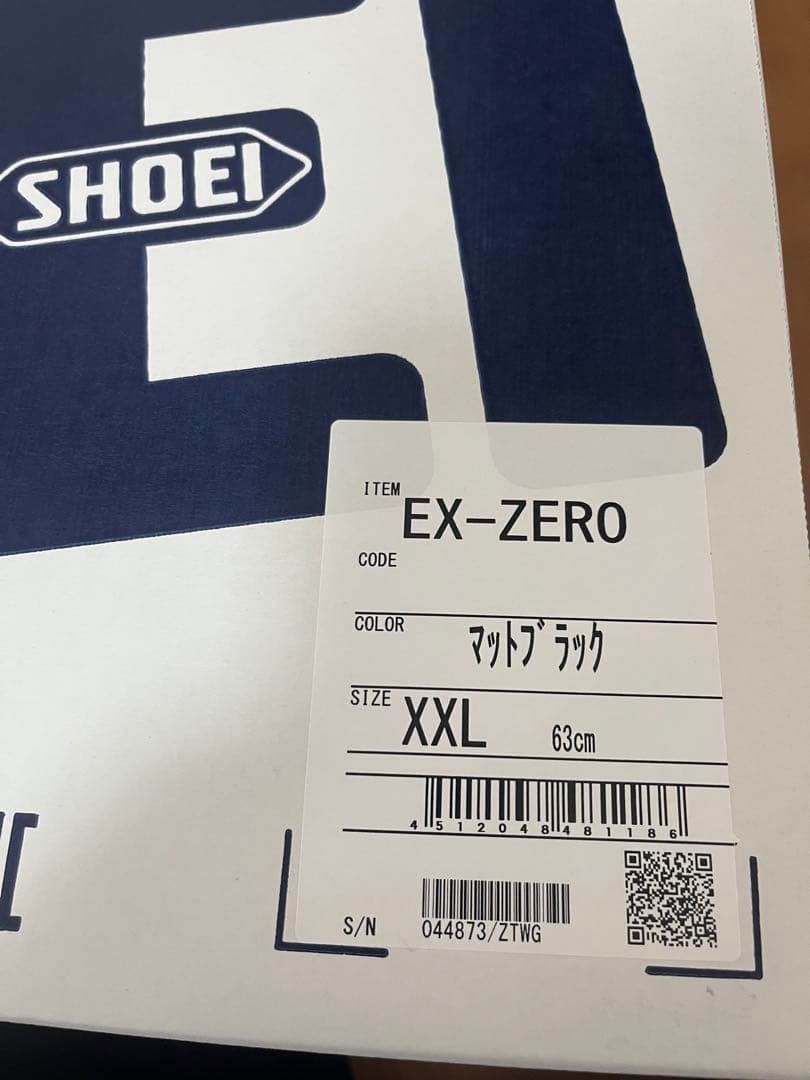 SHOEI
ITEM EX-ZERO
CODE
COLOR ﾏｯﾄﾌﾞﾗｯｸ
SIZE XXL 63cm
4512048481186
S/N 044873/ZTWG